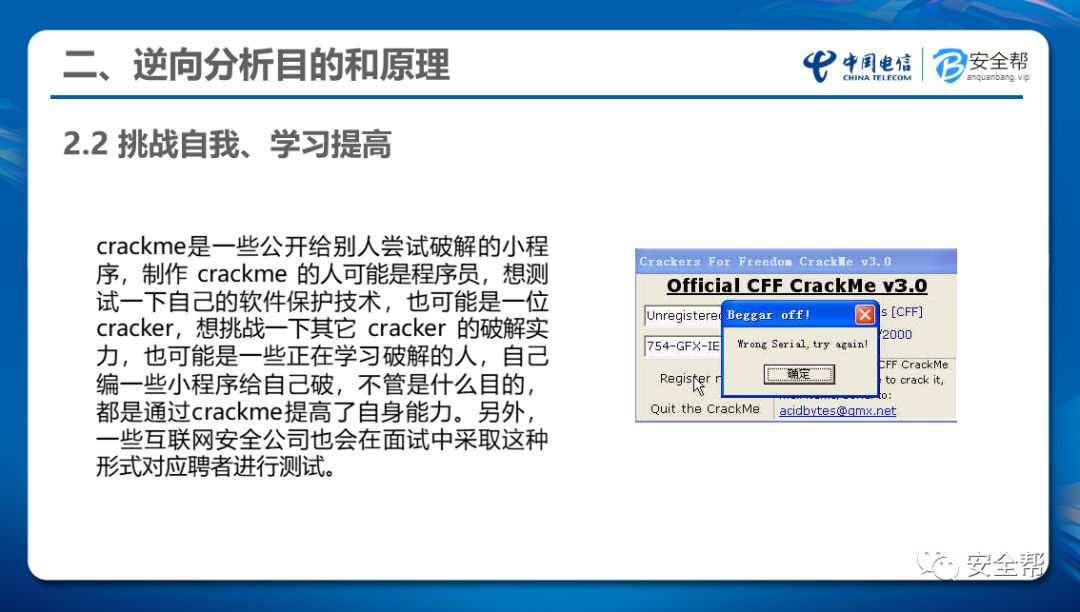 二、逆向分析目的和原理
中国电信
CHINA TELECOM
安全帮
anquanbang.vip
2.2 挑战自我、学习提高
crackme是一些公开给别人尝试破解的小程
序，制作 crackme 的人可能是程序员，想测
试一下自己的软件保护技术，也可能是一位
cracker，想挑战一下其它 cracker 的破解实
力，也可能是一些正在学习破解的人，自己
编一些小程序给自己破，不管是什么目的，
都是通过crackme提高了自身能力。另外，
一些互联网安全公司也会在面试中采取这种
形式对应聘者进行测试。
Crackers For Freedom CrackMe v3.0
Official CFF CrackMe v3.0
Unregistered
s [CFF]
Beggar off!
/2000
Wrong Serial,try again!
754-GFX-IE
CFF CrackMe
Register
e to crack it,
确定
Quit the CrackMe
acidbytes@gmx.net
安全帮